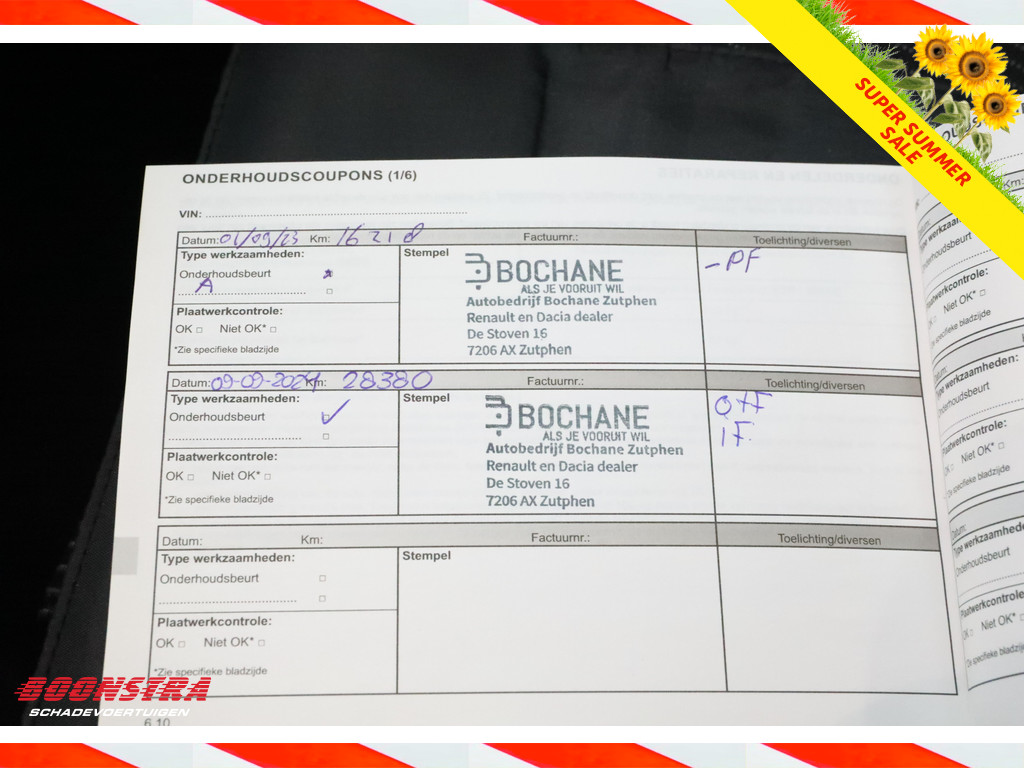 SUPER SUMMER
SALE
ONDERHOUDSCOUPONS (1/6)
VIN:
Datum: 01/09/23 Km: 16218 Factuurnr.: Toelichting/diversen
Type werkzaamheden:
Onderhoudsbeurt
A
Stempel
BOCHANE
ALS JE VOORUIT WIL
Autobedrijf Bochane Zutphen
Renault en Dacia dealer
De Stoven 16
7206 AX Zutphen
-PF
Plaatwerkcontrole:
OK □ Niet OK* □
*Zie specifieke bladzijde
Datum: 09-09-2024 Km: 28380 Factuurnr.: Toelichting/diversen
Type werkzaamheden:
Onderhoudsbeurt
Stempel
BOCHANE
ALS JE VOORUIT WIL
Autobedrijf Bochane Zutphen
Renault en Dacia dealer
De Stoven 16
7206 AX Zutphen
O+F
IF.
Plaatwerkcontrole:
OK □ Niet OK* □
*Zie specifieke bladzijde
Datum: Km: Factuurnr.: Toelichting/diversen
Type werkzaamheden:
Onderhoudsbeurt
Stempel
Plaatwerkcontrole:
OK □ Niet OK* □
*Zie specifieke bladzijde
6.10
BOONSTRA
SCHADEVOERTUIGEN